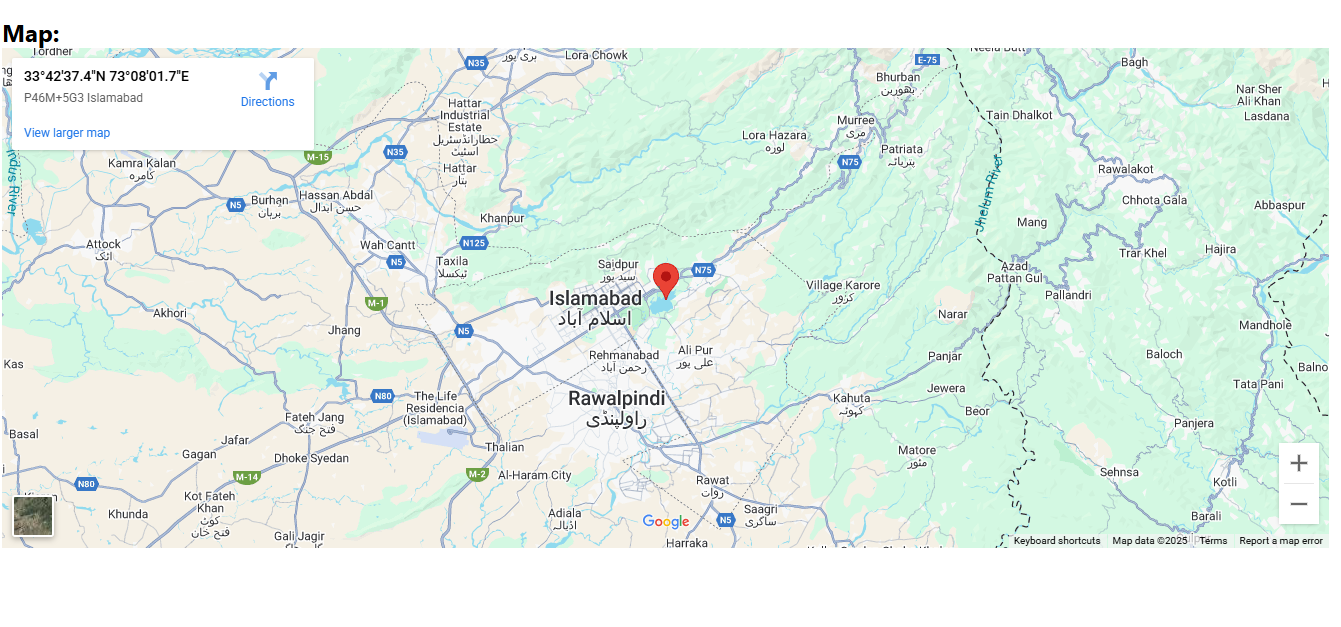 Map:
33°42'37.4"N 73°08'01.7"E
P46M+5G3 Islamabad
Directions
View larger map
Tordher
Lora Chowk
N35
E-75
Bagh
Bhurban
بھوربن
Nar Sher
Ali Khan
Lasdana
Hattar
Industrial
Estate
حطارانڈسٹریل
اسٹیٹ
Murree
مری
Tain Dhalkot
Lora Hazara
لورہ
Patriata
پتریاٹہ
N75
M-15
N35
Kamra Kalan
کامرہ
Hattar
Indus River
Jhelum River
Rawalakot
Hassan Abdal
حسن ابدال
N5
Burhan
برہان
Khanpur
Chhota Gala
Abbaspur
Mang
Attock
اٹک
Wah Cantt
N125
N5
Taxila
ٹیکسلا
Saidpur
سید پور
N75
Trar Khel
Hajira
Azad
Pattan Gul
Village Karore
کرور
Pallandri
Islamabad
اسلام آباد
M-1
Akhori
Jhang
N5
Narar
Mandhole
Rehmanabad
رحمن آباد
Ali Pur
علی پور
Kas
Panjar
Baloch
Balno
Tata Pani
N80
The Life
Residencia
(Islamabad)
Rawalpindi
راولپنڈی
Kahuta
کہوٹہ
Jewera
Beor
Fateh Jang
فتح جنگ
Panjera
Basal
Jafar
Thalian
Gagan
Dhoke Syedan
Matore
مٹور
M-14
M-2
Al-Haram City
Sehnsa
N80
Rawat
روات
Kotli
Kot Fateh
Khan
کوٹ
فتح خان
Khunda
Adiala
اڈیالہ
Google
N5
Saagri
ساگری
Barali
Gali Jagir
Harraka
Keyboard shortcuts
Map data ©2025
Terms
Report a map error